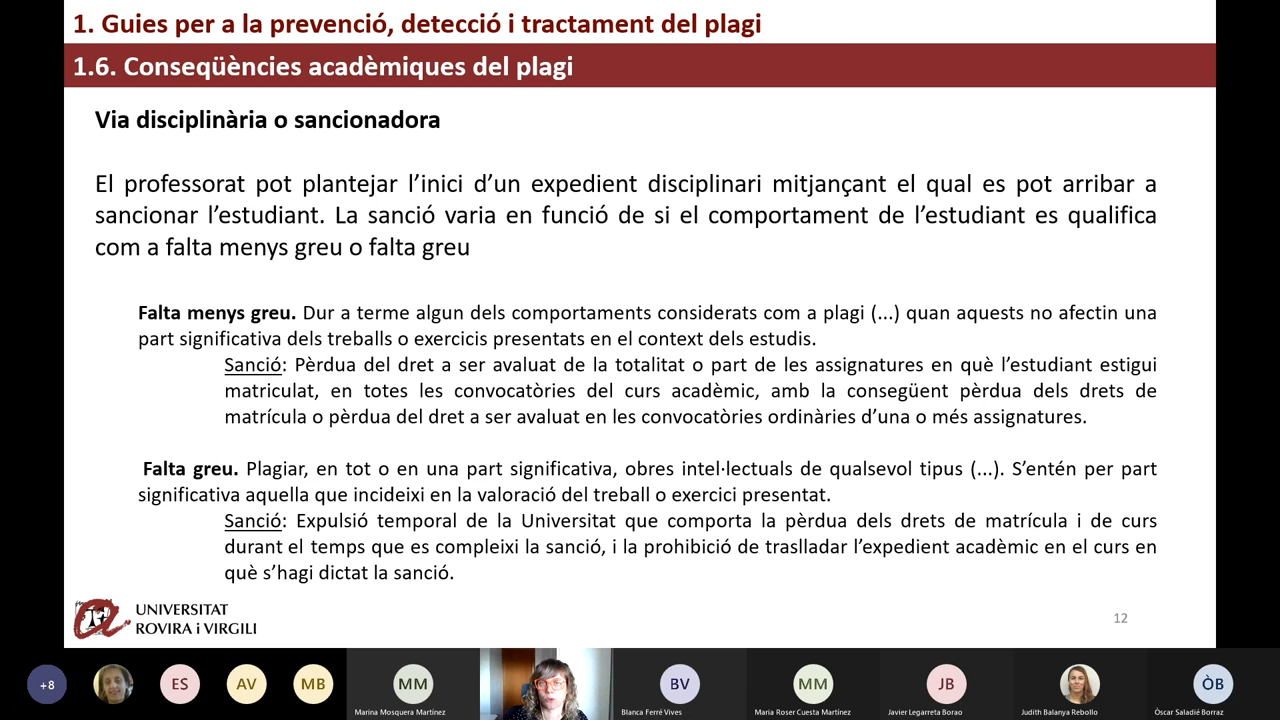 1. Guies per a la prevenció, detecció i tractament del plagi
1.6. Conseqüències acadèmiques del plagi
Via disciplinària o sancionadora
El professorat pot plantejar l’inici d’un expedient disciplinari mitjançant el qual es pot arribar a
sancionar l’estudiant. La sanció varia en funció de si el comportament de l’estudiant es qualifica
com a falta menys greu o falta greu
Falta menys greu. Dur a terme algun dels comportaments considerats com a plagi (...) quan aquests no afectin una
part significativa dels treballs o exercicis presentats en el context dels estudis.
Sanció: Pèrdua del dret a ser avaluat de la totalitat o part de les assignatures en què l’estudiant estigui
matriculat, en totes les convocatòries del curs acadèmic, amb la consegüent pèrdua dels drets de
matrícula o pèrdua del dret a ser avaluat en les convocatòries ordinàries d’una o més assignatures.
Falta greu. Plagiar, en tot o en una part significativa, obres intel·lectuals de qualsevol tipus (...). S’entén per part
significativa aquella que incideixi en la valoració del treball o exercici presentat.
Sanció: Expulsió temporal de la Universitat que comporta la pèrdua dels drets de matrícula i de curs
durant el temps que es compleixi la sanció, i la prohibició de traslladar l’expedient acadèmic en el curs en
què s’hagi dictat la sanció.
UNIVERSITAT
ROVIRA i VIRGILI
12
+8
ES
AV
MB
MM
BV
MM
JB
ÒB
Marina Mosquera Martínez
Blanca Ferré Vives
Maria Roser Cuesta Martínez
Javier Legarreta Borao
Judith Balanya Rebollo
Òscar Saladié Borraz